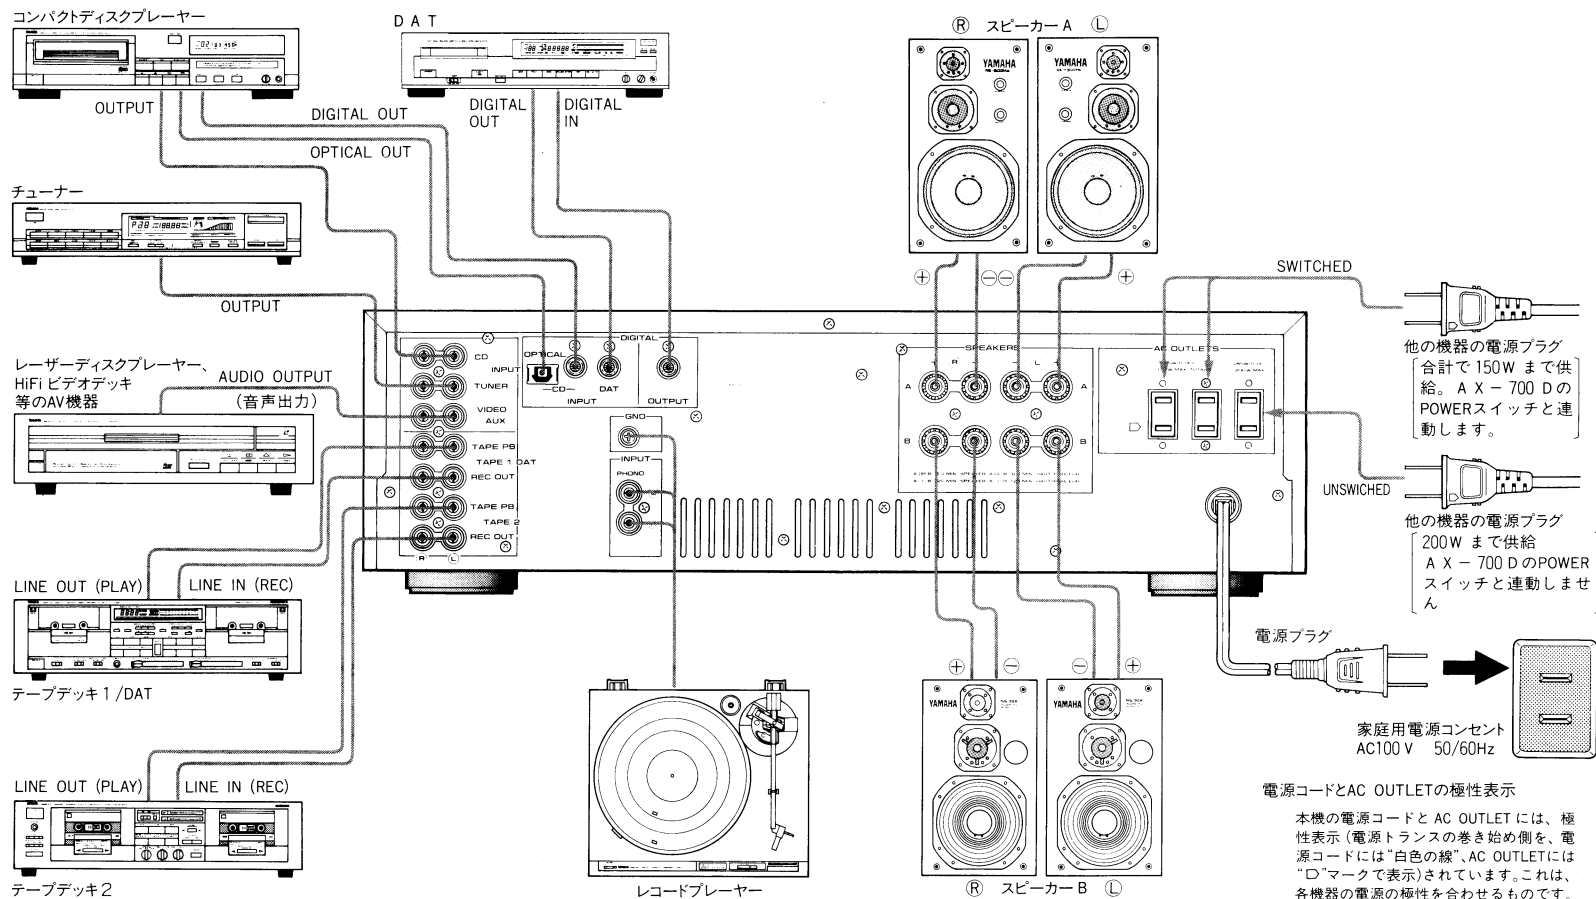 コンパクトディスクプレーヤー
DAT
Ⓡ スピーカーA Ⓛ
YAMAHA
YAMAHA
OUTPUT
DIGITAL OUT
OPTICAL OUT
DIGITAL
OUT
DIGITAL
IN
チューナー
OUTPUT
⊕
⊖⊖
⊕
SWITCHED
他の機器の電源プラグ
合計で150W まで供
給。AX-700Dの
POWERスイッチと連
動します。
レーザーディスクプレーヤー、
HiFi ビデオデッキ
等のAV機器
AUDIO OUTPUT
(音声出力)
CD
INPUT
TUNER
VIDEO
AUX
TAPE PB
TAPE 1 DAT
REC OUT
TAPE PB
TAPE 2
REC OUT
R L
DIGITAL
OPTICAL
CD
DAT
INPUT
OUTPUT
GND
INPUT
PHONO
SPEAKERS
+ R - - L +
A A
B B
AC OUTLETS
UNSWICHED
他の機器の電源プラグ
200W まで供給
AX-700DのPOWER
スイッチと連動しませ
ん
LINE OUT (PLAY)
LINE IN (REC)
テープデッキ1/DAT
LINE OUT (PLAY)
LINE IN (REC)
テープデッキ2
レコードプレーヤー
⊕ ⊖ ⊖ ⊕
YAMAHA
YAMAHA
Ⓡ スピーカーB Ⓛ
電源プラグ
家庭用電源コンセント
AC100V 50/60Hz
電源コードとAC OUTLETの極性表示
本機の電源コードと AC OUTLET には、極
性表示(電源トランスの巻き始め側を、電
源コードには“白色の線”、AC OUTLETには
“D”マークで表示)されています。これは、
各機器の電源の極性を合わせるものです。